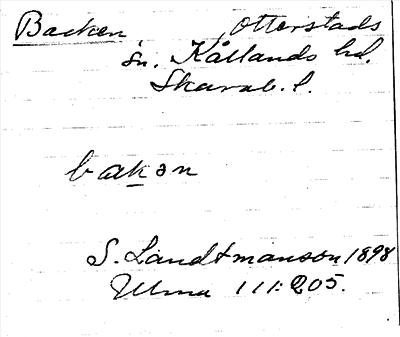 Backen, Otterstads
sn. Kållands hd.
Skarab. l.
bakən
S. Landtmanson 1898
Ulma 111:205.